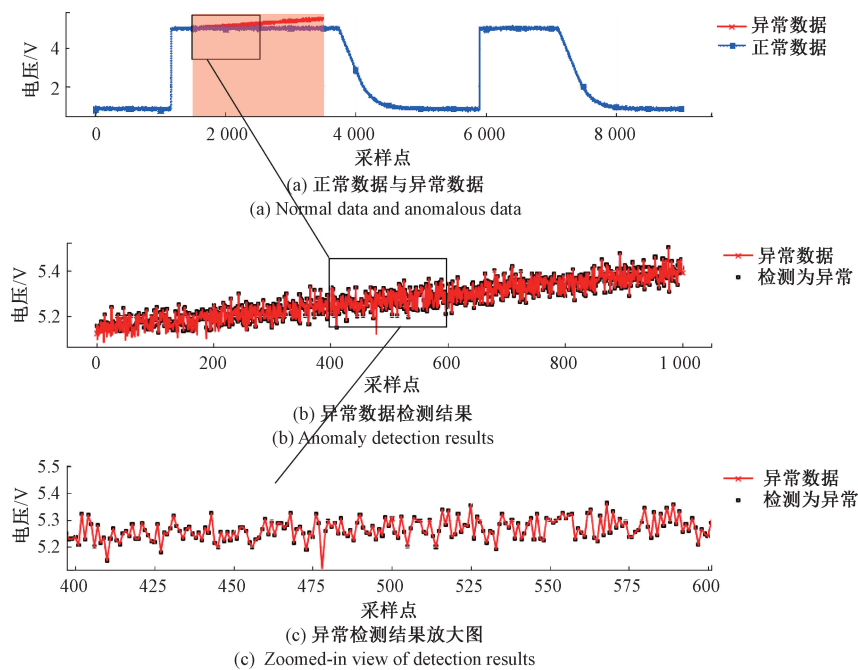 异常数据
正常数据
电压/V
4
2
0
2 000
4 000
6 000
8 000
采样点
(a) 正常数据与异常数据
(a) Normal data and anomalous data
异常数据
检测为异常
电压/V
5.4
5.2
0
200
400
600
800
1 000
采样点
(b) 异常数据检测结果
(b) Anomaly detection results
异常数据
检测为异常
电压/V
5.5
5.4
5.3
5.2
400
425
450
475
500
525
550
575
600
采样点
(c) 异常检测结果放大图
(c) Zoomed-in view of detection results